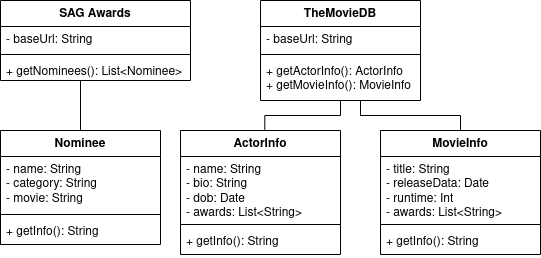 SAG Awards
- baseUrl: String
+ getNominees(): List<Nominee>
TheMovieDB
- baseUrl: String
+ getActorInfo(): ActorInfo
+ getMovieInfo(): MovieInfo
Nominee
- name: String
- category: String
- movie: String
+ getInfo(): String
ActorInfo
- name: String
- bio: String
- dob: Date
- awards: List<String>
+ getInfo(): String
MovieInfo
- title: String
- releaseData: Date
- runtime: Int
- awards: List<String>
+ getInfo(): String